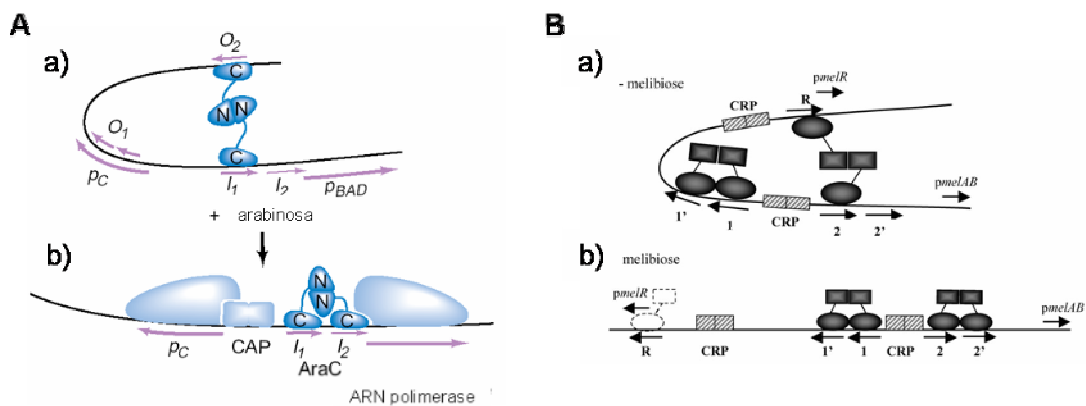 A
a)
O2
C
N N
C
O1
pC
I1 I2 pBAD
+ arabinosa
b)
N
N
C C
pC CAP I1 I2
AraC
ARN polimerase
B
a)
- melibiose
pmelR
R
CRP
pmelAB
1' 1 CRP 2 2'
b) melibiose
pmelR
pmelAB
R CRP 1' 1 CRP 2 2'